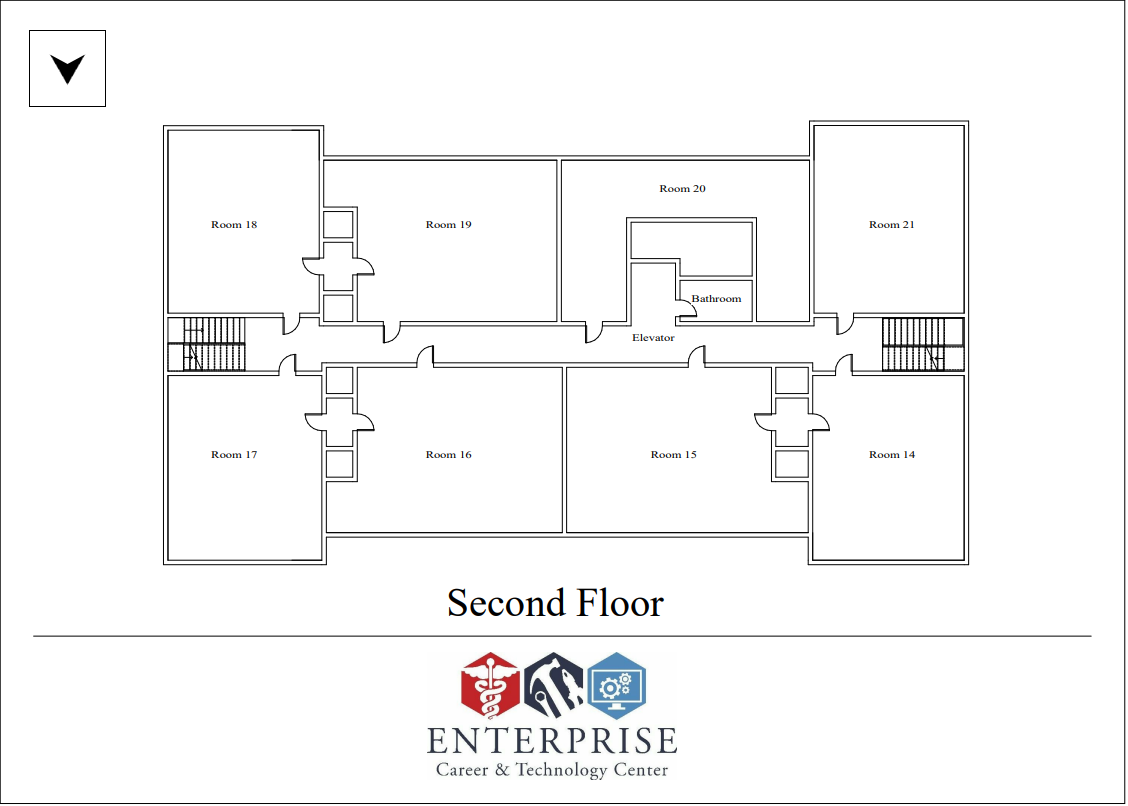 Room 20
Room 18
Room 19
Room 21
Bathroom
Elevator
Room 17
Room 16
Room 15
Room 14
Second Floor
ENTERPRISE
Career & Technology Center